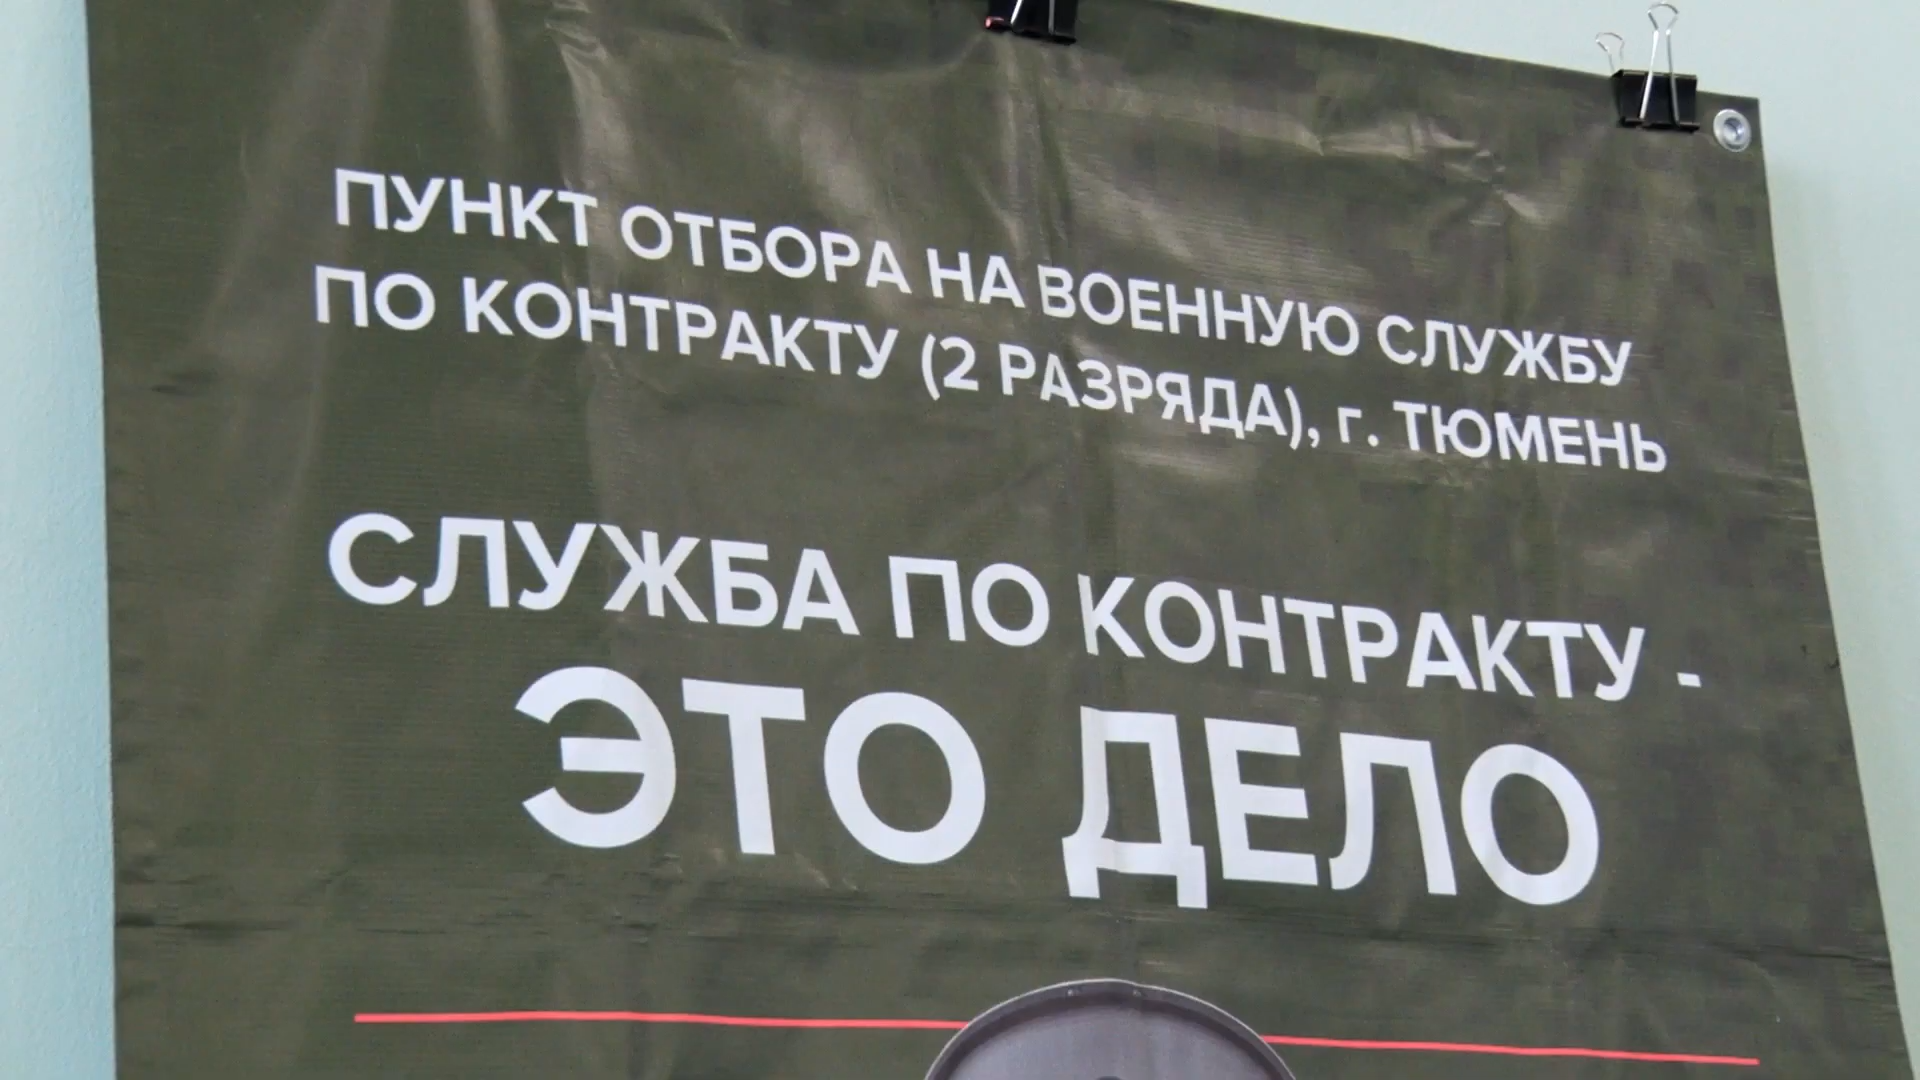 ПУНКТ ОТБОРА НА ВОЕННУЮ СЛУЖБУ
ПО КОНТРАКТУ (2 РАЗРЯДА), г. ТЮМЕНЬ
СЛУЖБА ПО КОНТРАКТУ -
ЭТО ДЕЛО